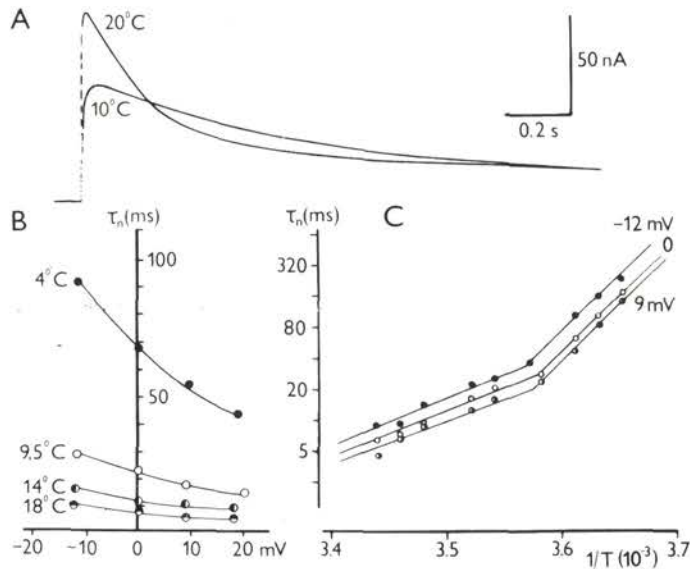 A
20°C
10°C
50 nA
0.2 s
B
τn(ms)
100
50
4°C
9.5°C
14°C
18°C
-20
-10
0
10
20
mV
τn(ms)
C
320
80
20
5
-12 mV
0
9 mV
3.4
3.5
3.6
3.7
1/T (10⁻³)